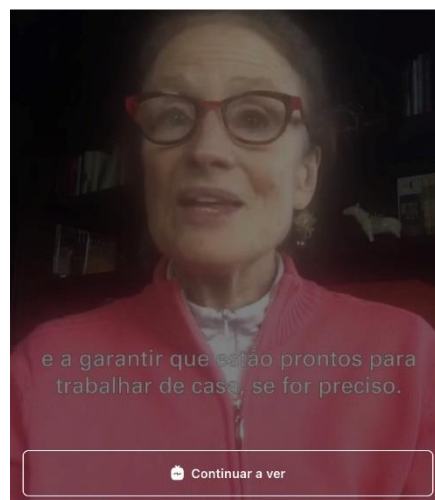 e a garantir que estão prontos para
trabalhar de casa, se for preciso.
Continuar a ver